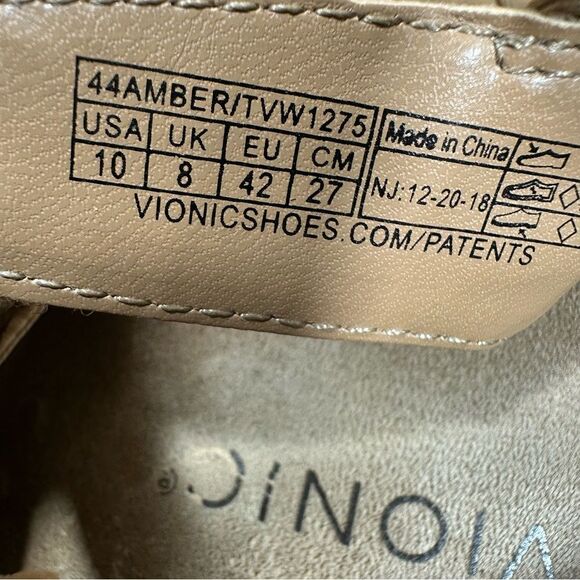 44AMBER/TVW1275
USA UK EU CM
10 8 42 27
Made in China
NJ:12-20-18
VIONICSHOES.COM/PATENTS
VIONIC®